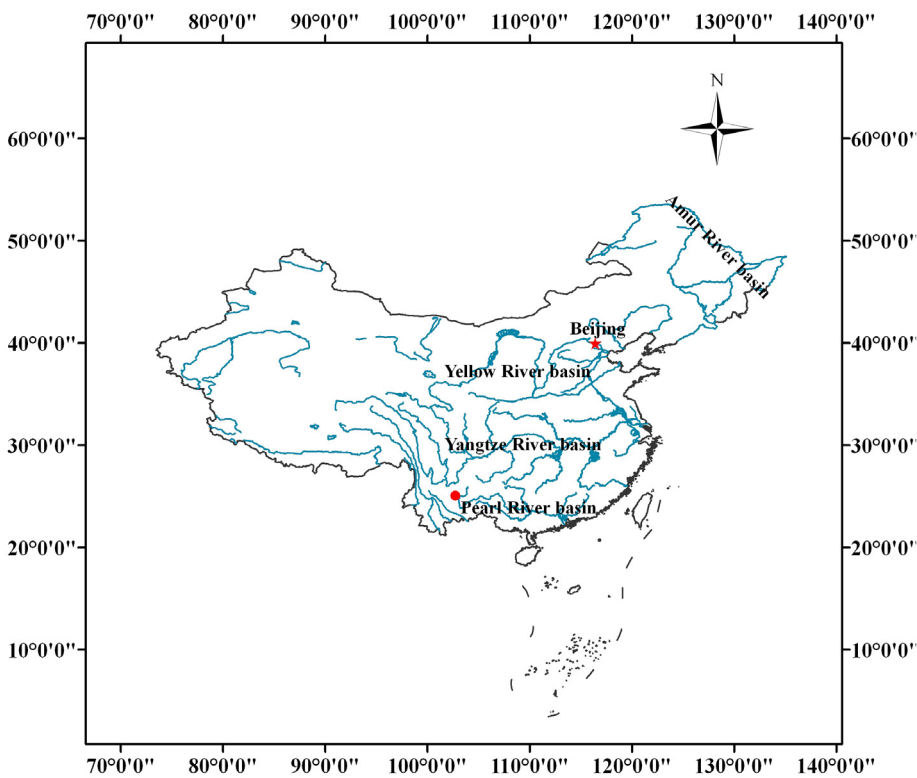 70°0'0" 80°0'0" 90°0'0" 100°0'0" 110°0'0" 120°0'0" 130°0'0" 140°0'0"
N
60°0'0" 60°0'0"
Amur River basin
50°0'0" 50°0'0"
Beijing
40°0'0" 40°0'0"
Yellow River basin
Yangtze River basin
30°0'0" 30°0'0"
Pearl River basin
20°0'0" 20°0'0"
10°0'0" 10°0'0"
70°0'0" 80°0'0" 90°0'0" 100°0'0" 110°0'0" 120°0'0" 130°0'0" 140°0'0"